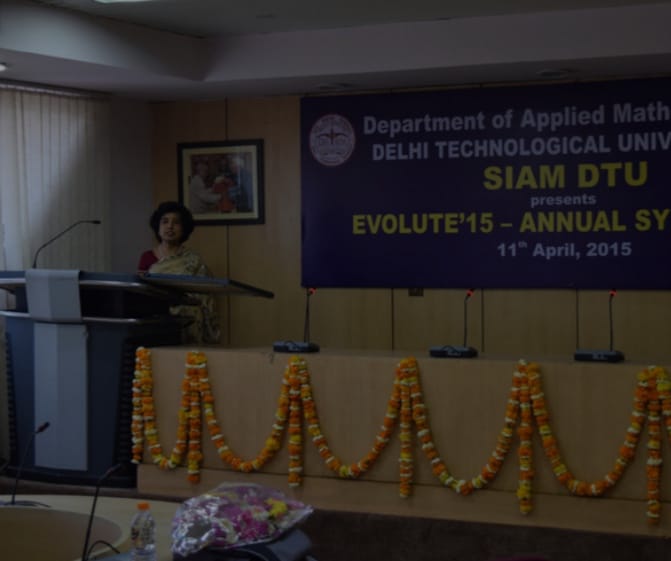 Department of Applied Math
DELHI TECHNOLOGICAL UNIV
SIAM DTU
presents
EVOLUTE'15 – ANNUAL SY
11th April, 2015